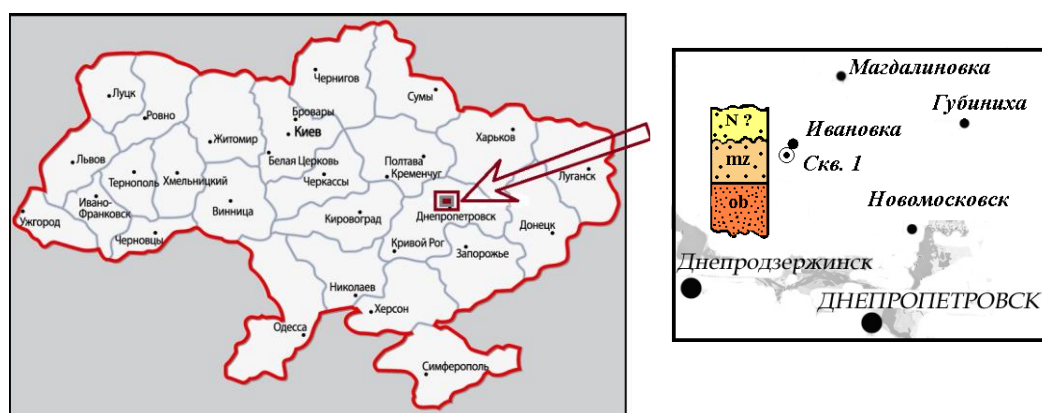 Чернигов
Луцк
Ровно
Сумы
Бровары
Киев
Житомир
Харьков
Львов
Белая Церковь
Полтава
Тернополь
Хмельницкий
Черкассы
Кременчуг
Луганск
Ивано-
Франковск
Винница
Кировоград
Днепропетровск
Донецк
Ужгород
Черновцы
Кривой Рог
Запорожье
Николаев
Херсон
Одесса
Симферополь
Магдалиновка
Губиниха
N ?
Ивановка
mz
Скв. 1
ob
Новомосковск
Днепродзержинск
ДНЕПРОПЕТРОВСК